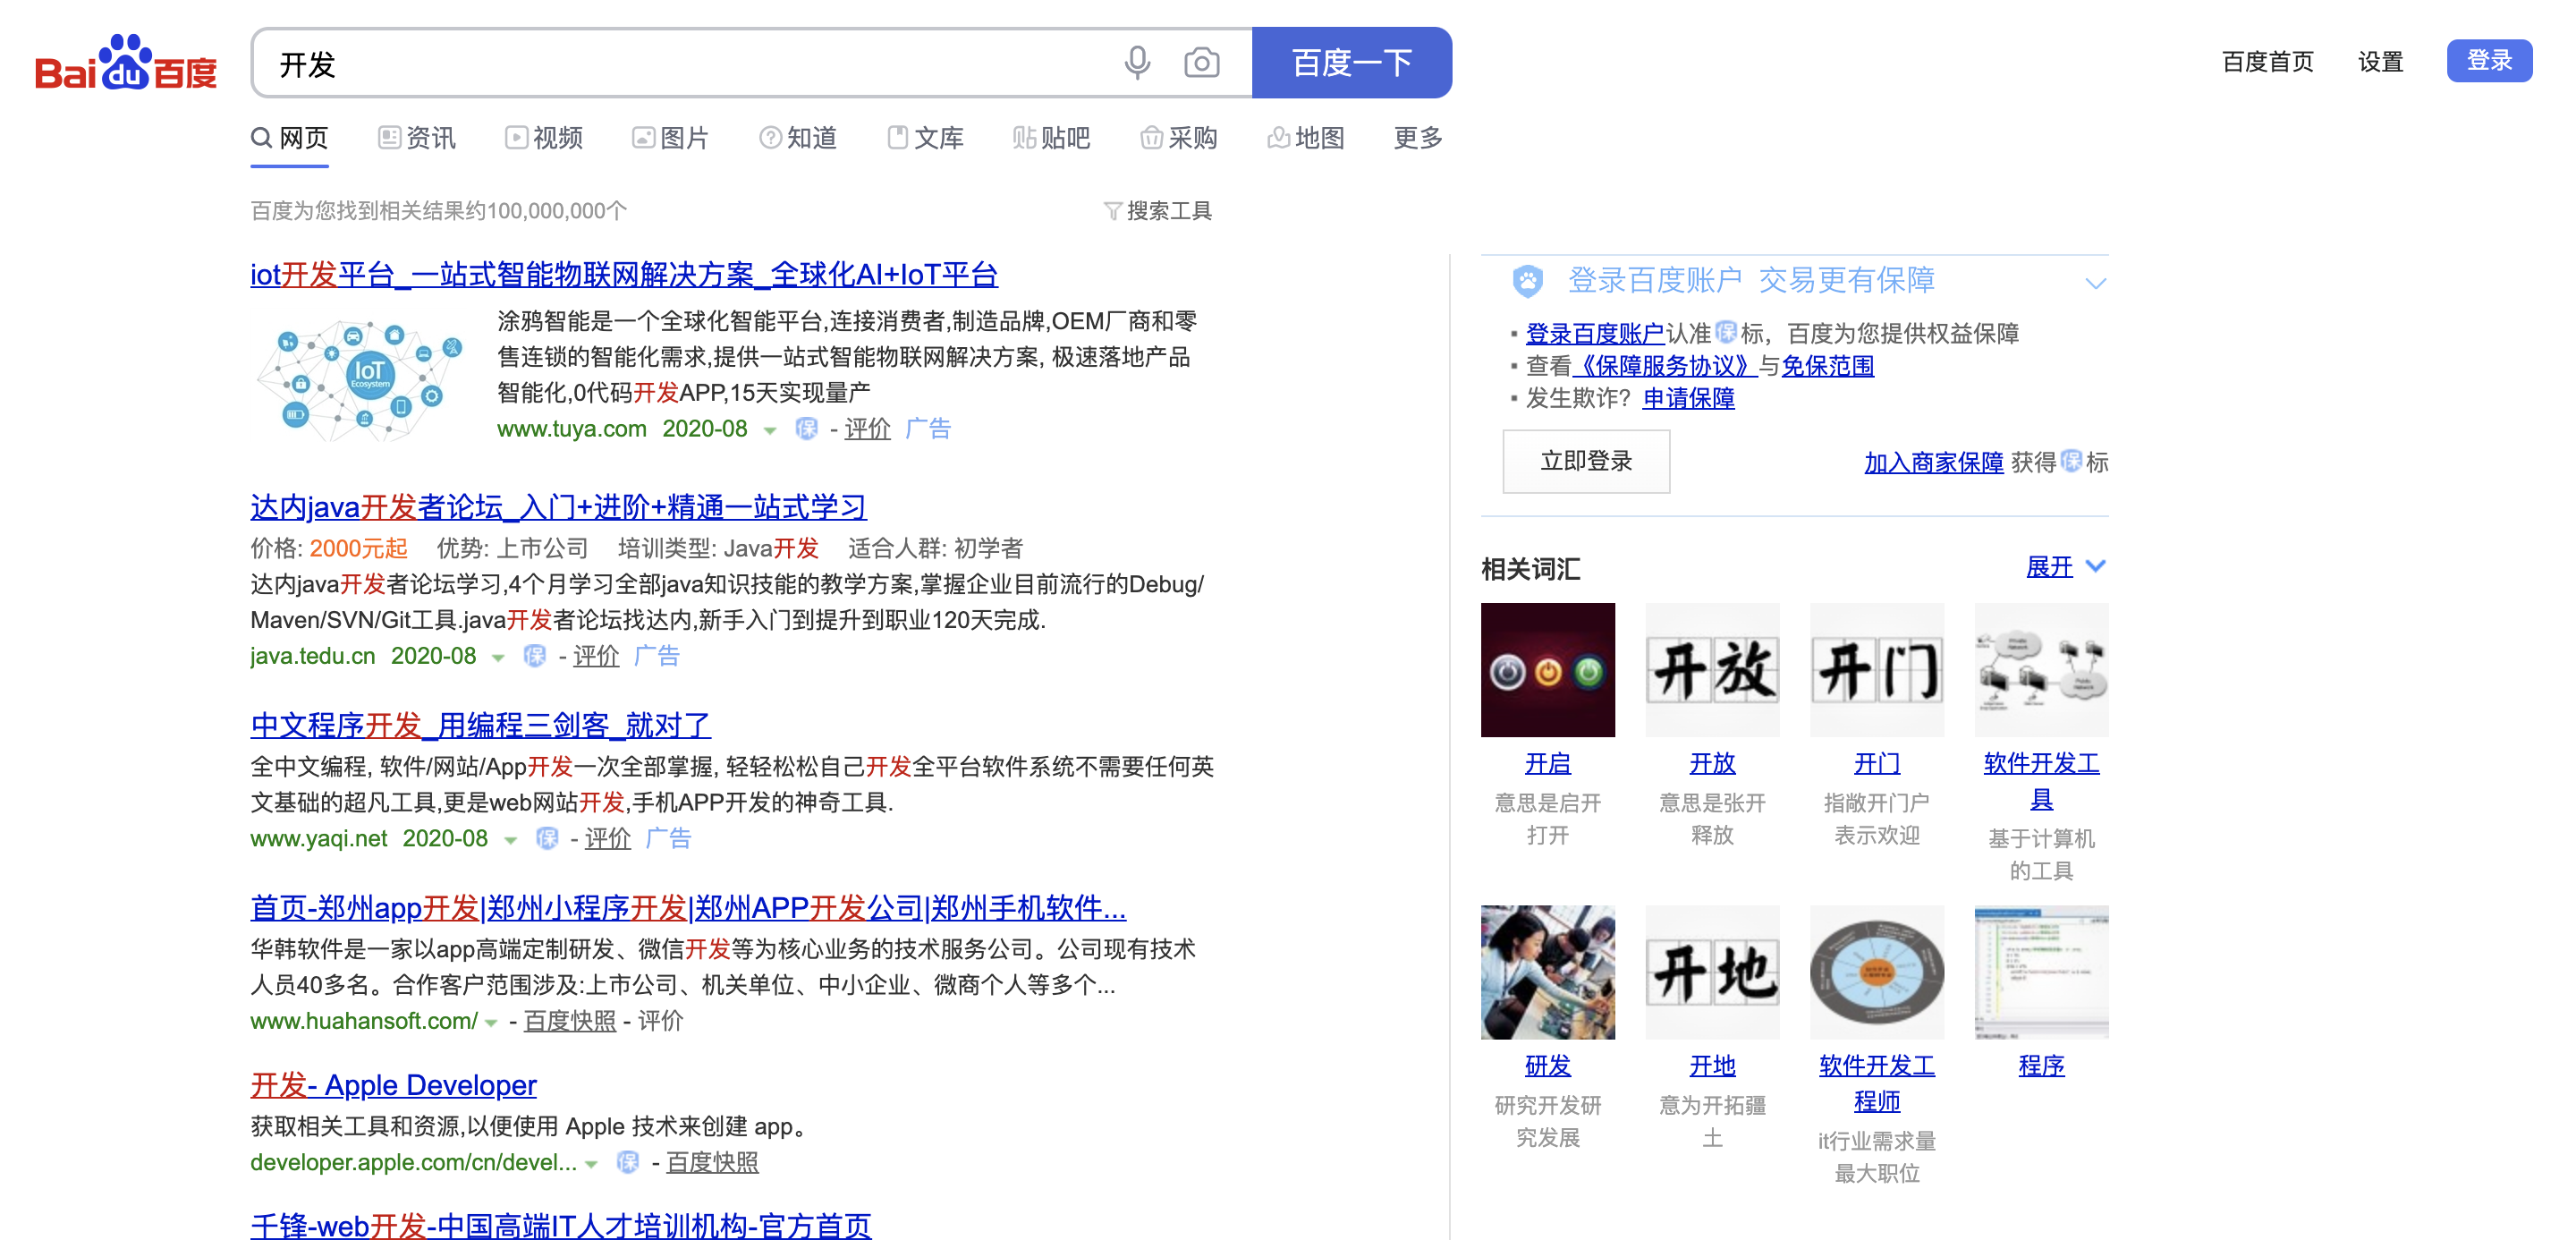 Baidu百度
开发
百度一下
百度首页 设置 登录
网页 资讯 视频 图片 知道 文库 贴吧 采购 地图 更多
百度为您找到相关结果约100,000,000个
搜索工具
iot开发平台_一站式智能物联网解决方案_全球化AI+IoT平台
IoT
Ecosystem
涂鸦智能是一个全球化智能平台,连接消费者,制造品牌,OEM厂商和零
售连锁的智能化需求,提供一站式智能物联网解决方案, 极速落地产品
智能化,0代码开发APP,15天实现量产
www.tuya.com 2020-08 保 - 评价 广告
达内java开发者论坛_入门+进阶+精通一站式学习
价格: 2000元起 优势: 上市公司 培训类型: Java开发 适合人群: 初学者
达内java开发者论坛学习,4个月学习全部java知识技能的教学方案,掌握企业目前流行的Debug/
Maven/SVN/Git工具.java开发者论坛找达内,新手入门到提升到职业120天完成.
java.tedu.cn 2020-08 保 - 评价 广告
中文程序开发_用编程三剑客_就对了
全中文编程, 软件/网站/App开发一次全部掌握, 轻轻松松自己开发全平台软件系统不需要任何英
文基础的超凡工具,更是web网站开发,手机APP开发的神奇工具.
www.yaqi.net 2020-08 保 - 评价 广告
首页-郑州app开发|郑州小程序开发|郑州APP开发公司|郑州手机软件...
华韩软件是一家以app高端定制研发、微信开发等为核心业务的技术服务公司。公司现有技术
人员40多名。合作客户范围涉及:上市公司、机关单位、中小企业、微商个人等多个...
www.huahansoft.com/ - 百度快照 - 评价
开发- Apple Developer
获取相关工具和资源,以便使用 Apple 技术来创建 app。
developer.apple.com/cn/devel... 保 - 百度快照
千锋-web开发-中国高端IT人才培训机构-官方首页
登录百度账户 交易更有保障
登录百度账户认准保标，百度为您提供权益保障
查看《保障服务协议》与免保范围
发生欺诈？申请保障
立即登录
加入商家保障 获得保标
相关词汇
展开
开放 开门
Private Network
Public Network
开启 开放 开门 软件开发工
具
意思是启开 意思是张开 指敞开门户 基于计算机
打开 释放 表示欢迎 的工具
开地
研发 开地 软件开发工 程序
程师
研究开发研 意为开拓疆 it行业需求量
究发展 土 最大职位